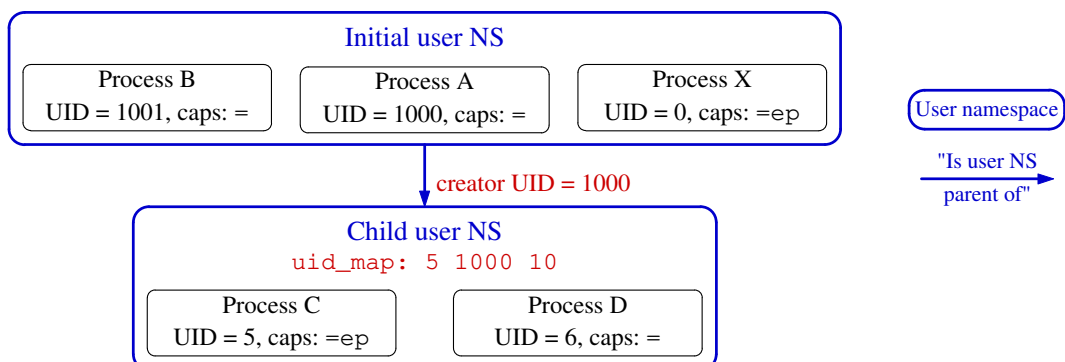 Initial user NS
Process B
UID = 1001, caps: =
Process A
UID = 1000, caps: =
Process X
UID = 0, caps: =ep
creator UID = 1000
Child user NS
uid_map: 5 1000 10
Process C
UID = 5, caps: =ep
Process D
UID = 6, caps: =
User namespace
"Is user NS
parent of"